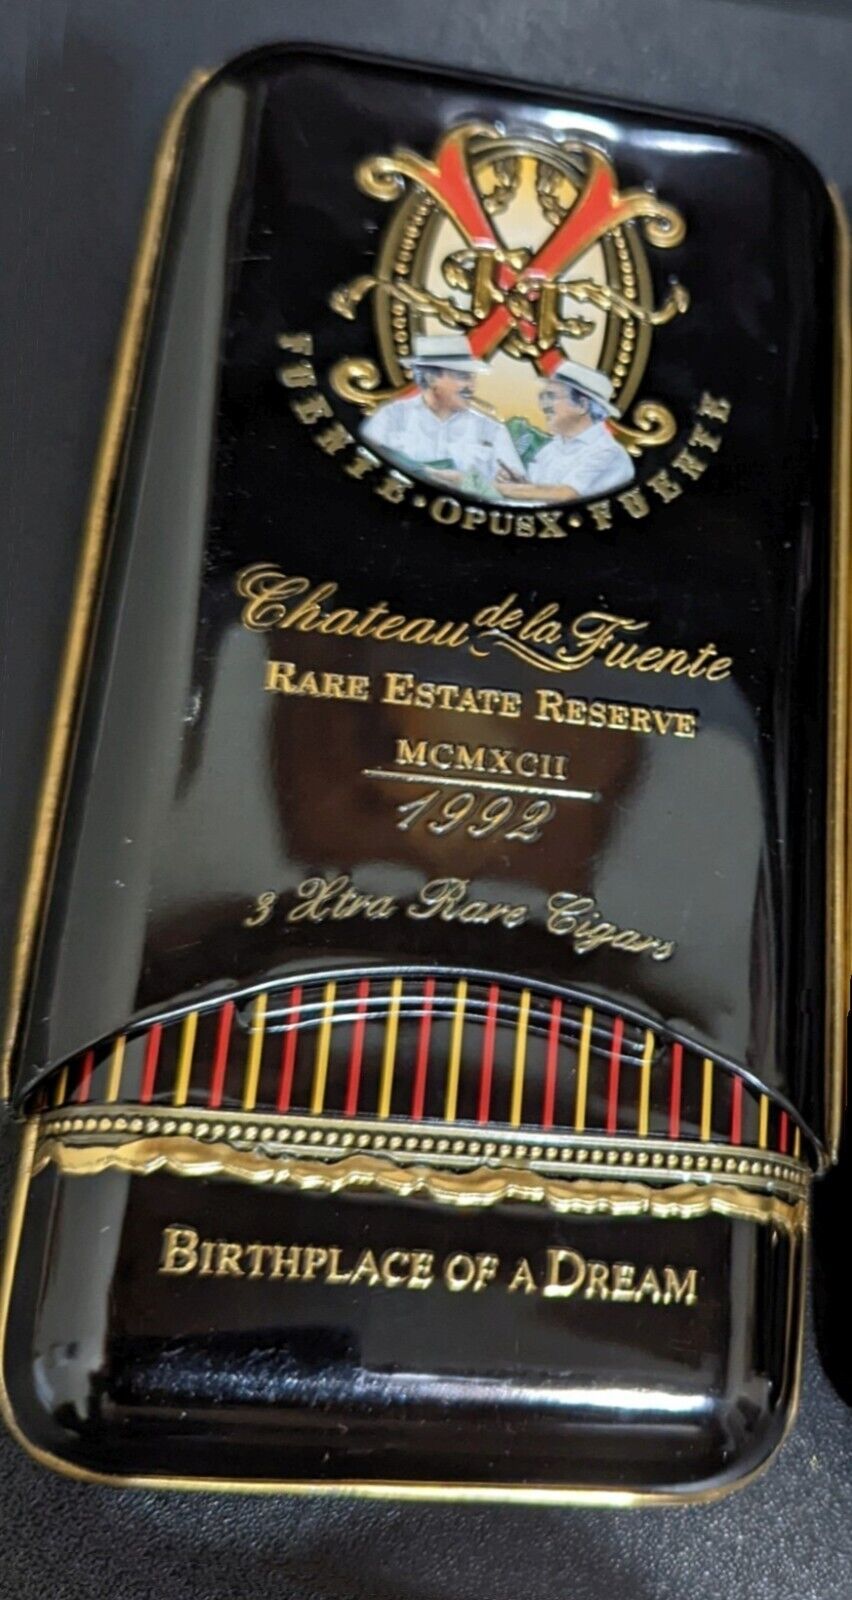 FUENTE · OPUSX · FUENTE
Chateau de la Fuente
RARE ESTATE RESERVE
MCMXCII
1992
3 Xtra Rare Cigars
BIRTHPLACE OF A DREAM